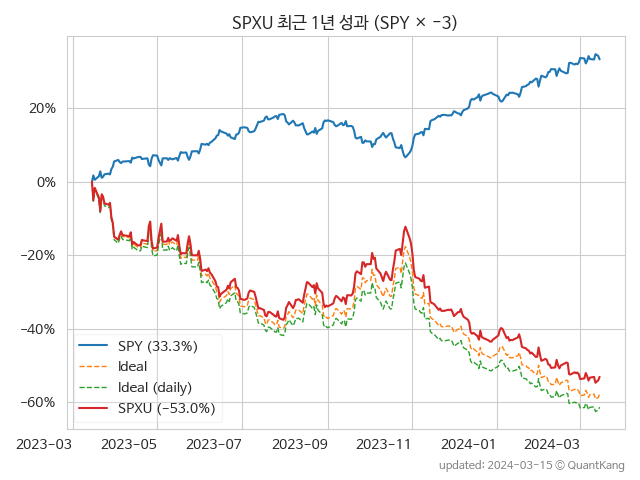 SPXU 최근 1년 성과 (SPY × −3)
20%
0%
−20%
−40%
−60%
SPY (33.3%)
Ideal
Ideal (daily)
SPXU (−53.0%)
2023-03 2023-05 2023-07 2023-09 2023-11 2024-01 2024-03
updated: 2024-03-15 © QuantKang